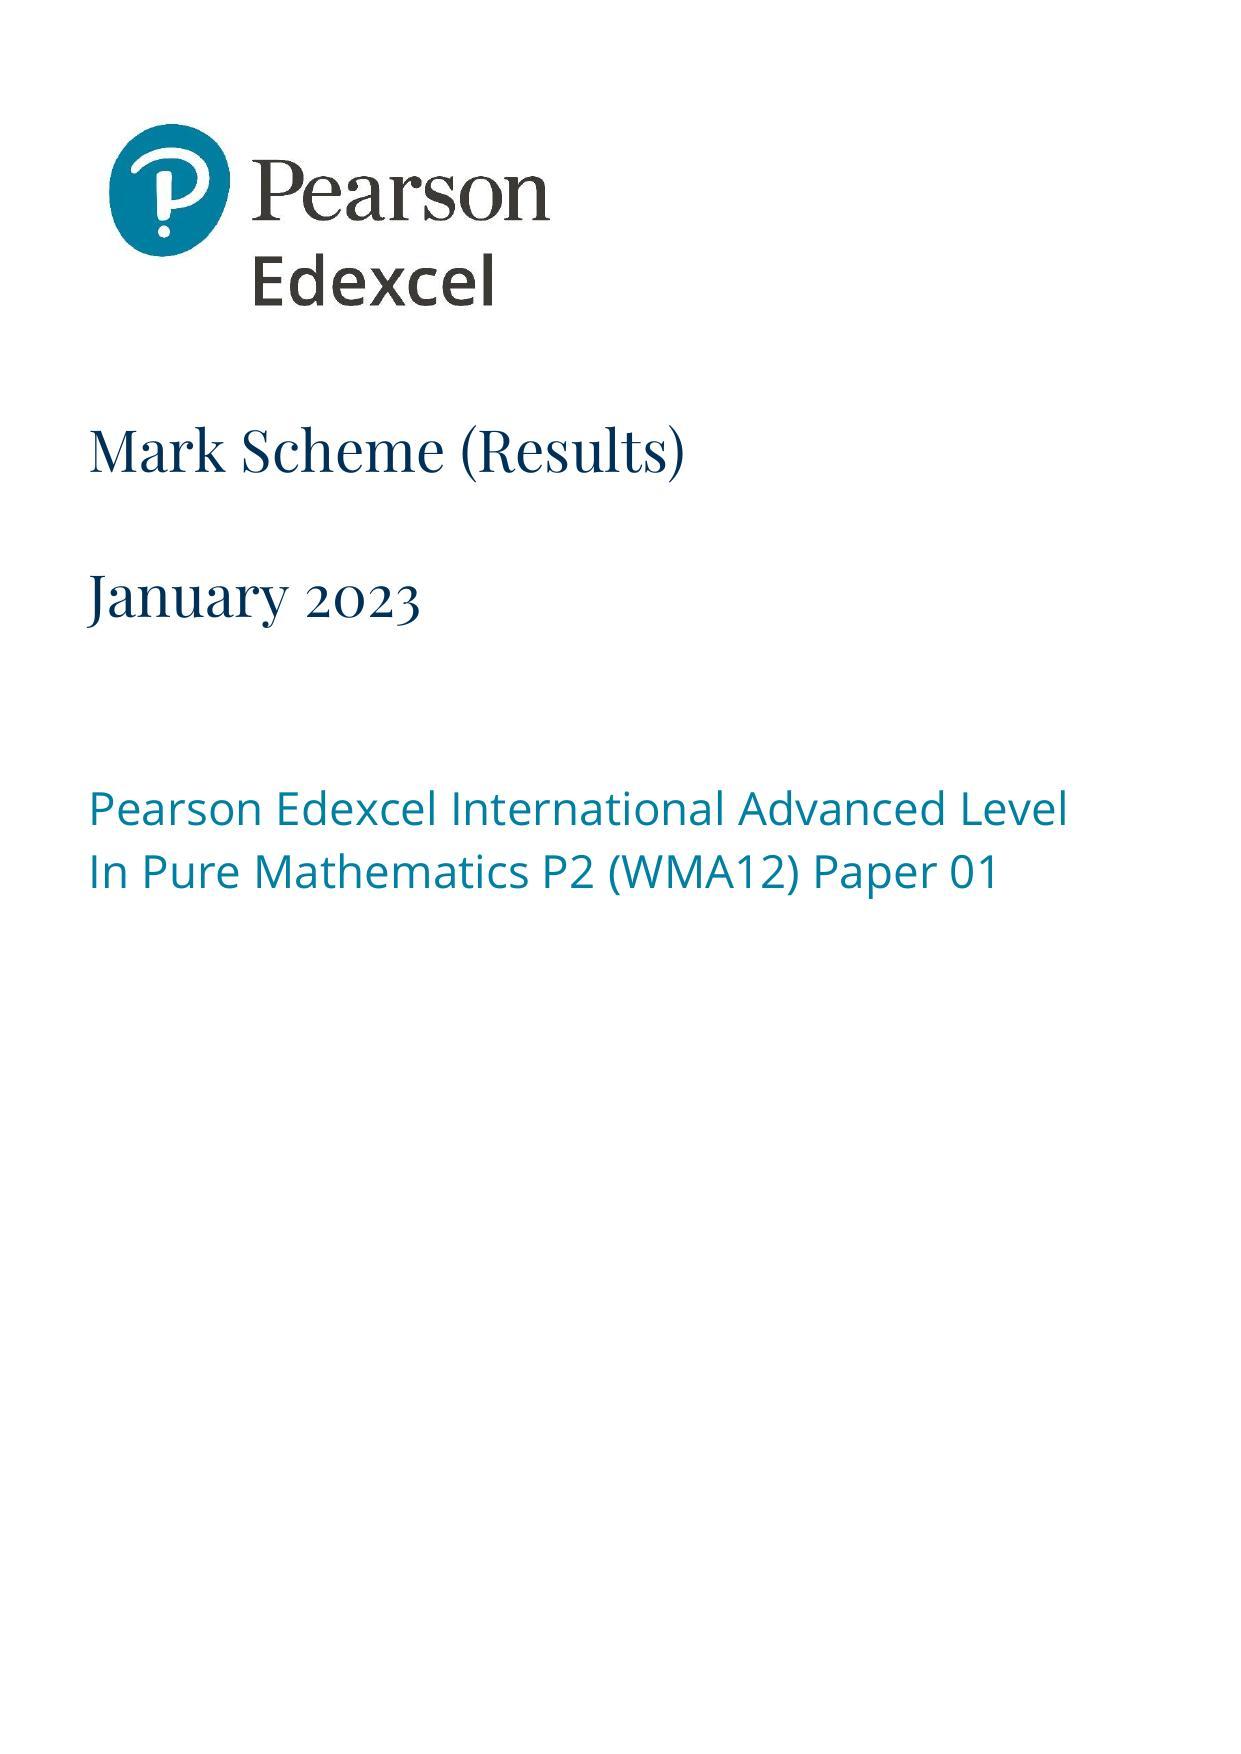 Pearson
Edexcel
Mark Scheme (Results)
January 2023
Pearson Edexcel International Advanced Level
In Pure Mathematics P2 (WMA12) Paper 01